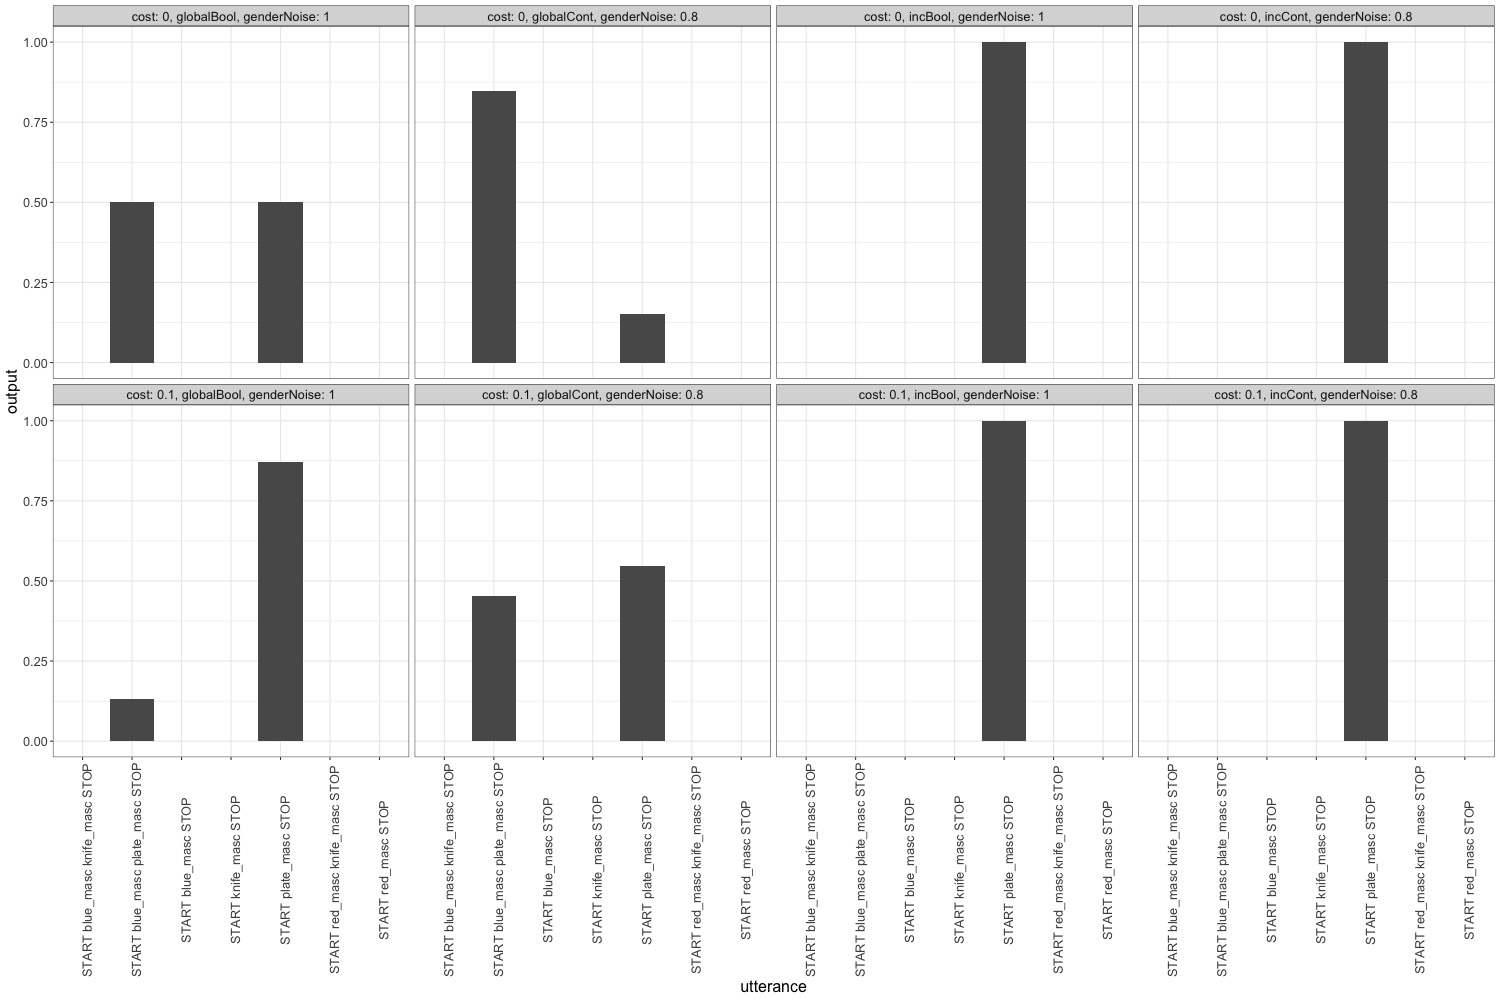 cost: 0, globalBool, genderNoise: 1
cost: 0, globalCont, genderNoise: 0.8
cost: 0, incBool, genderNoise: 1
cost: 0, incCont, genderNoise: 0.8
1.00
0.75
0.50
0.25
0.00
output
cost: 0.1, globalBool, genderNoise: 1
cost: 0.1, globalCont, genderNoise: 0.8
cost: 0.1, incBool, genderNoise: 1
cost: 0.1, incCont, genderNoise: 0.8
1.00
0.75
0.50
0.25
0.00
START blue_masc knife_masc STOP
START blue_masc plate_masc STOP
START blue_masc STOP
START knife_masc STOP
START plate_masc STOP
START red_masc knife_masc STOP
START red_masc STOP
START blue_masc knife_masc STOP
START blue_masc plate_masc STOP
START blue_masc STOP
START knife_masc STOP
START plate_masc STOP
START red_masc knife_masc STOP
START red_masc STOP
START blue_masc knife_masc STOP
START blue_masc plate_masc STOP
START blue_masc STOP
START knife_masc STOP
START plate_masc STOP
START red_masc knife_masc STOP
START red_masc STOP
START blue_masc knife_masc STOP
START blue_masc plate_masc STOP
START blue_masc STOP
START knife_masc STOP
START plate_masc STOP
START red_masc knife_masc STOP
START red_masc STOP
utterance